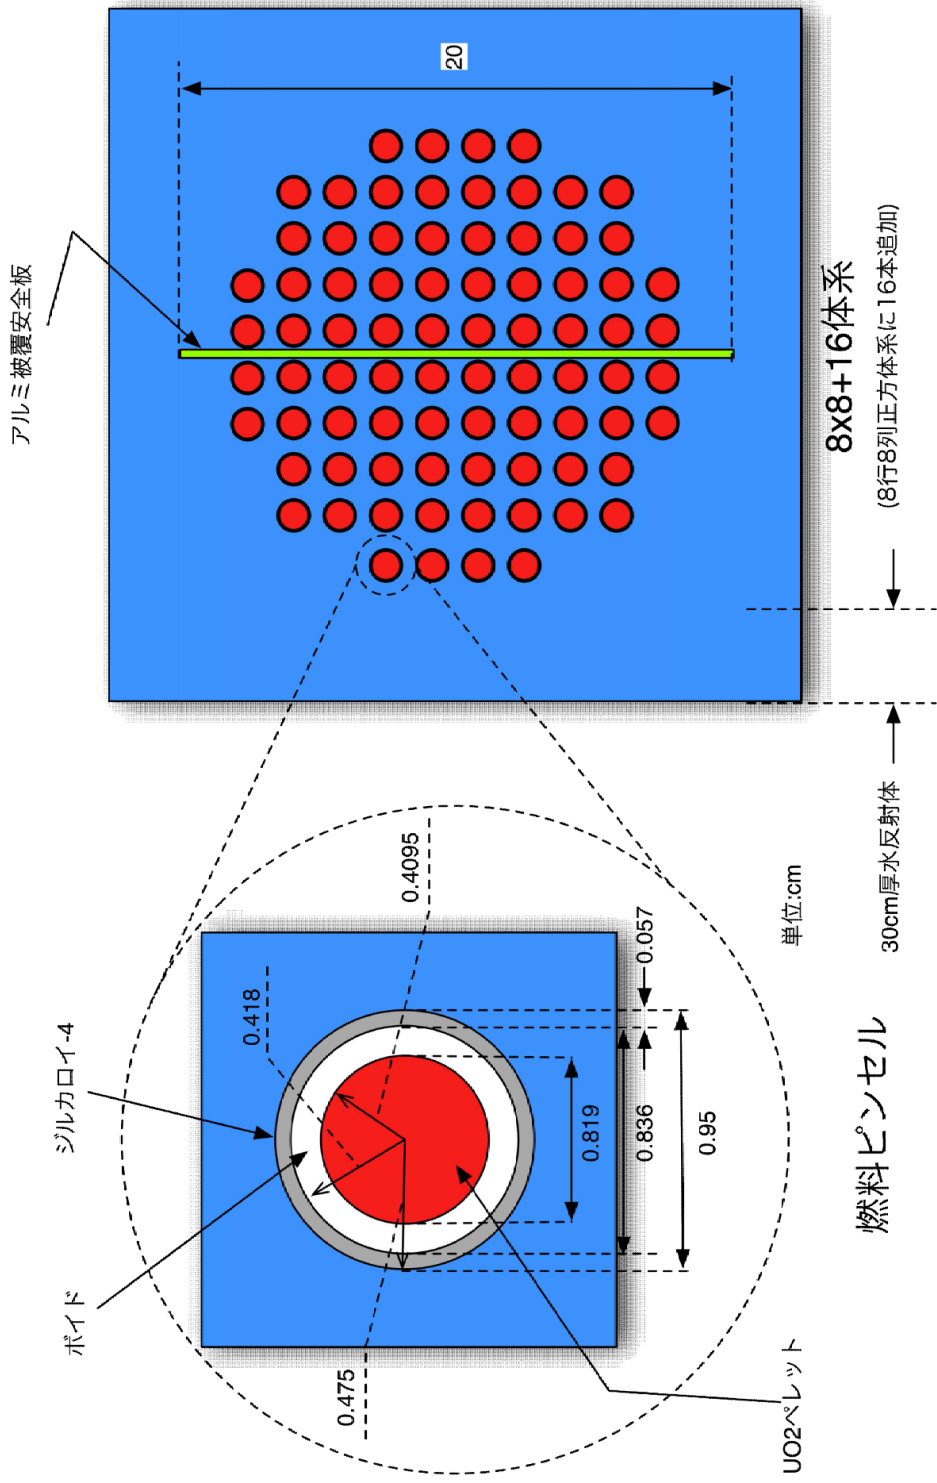 ジルカロイ-4
ボイド
0.418
0.4095
0.475
UO2ペレット
0.819
0.836
0.057
0.95
単位:cm
燃料ピンセル
アルミ被覆安全板
20
8x8+16体系
(8行8列正方体系に16本追加)
30cm厚水反射体